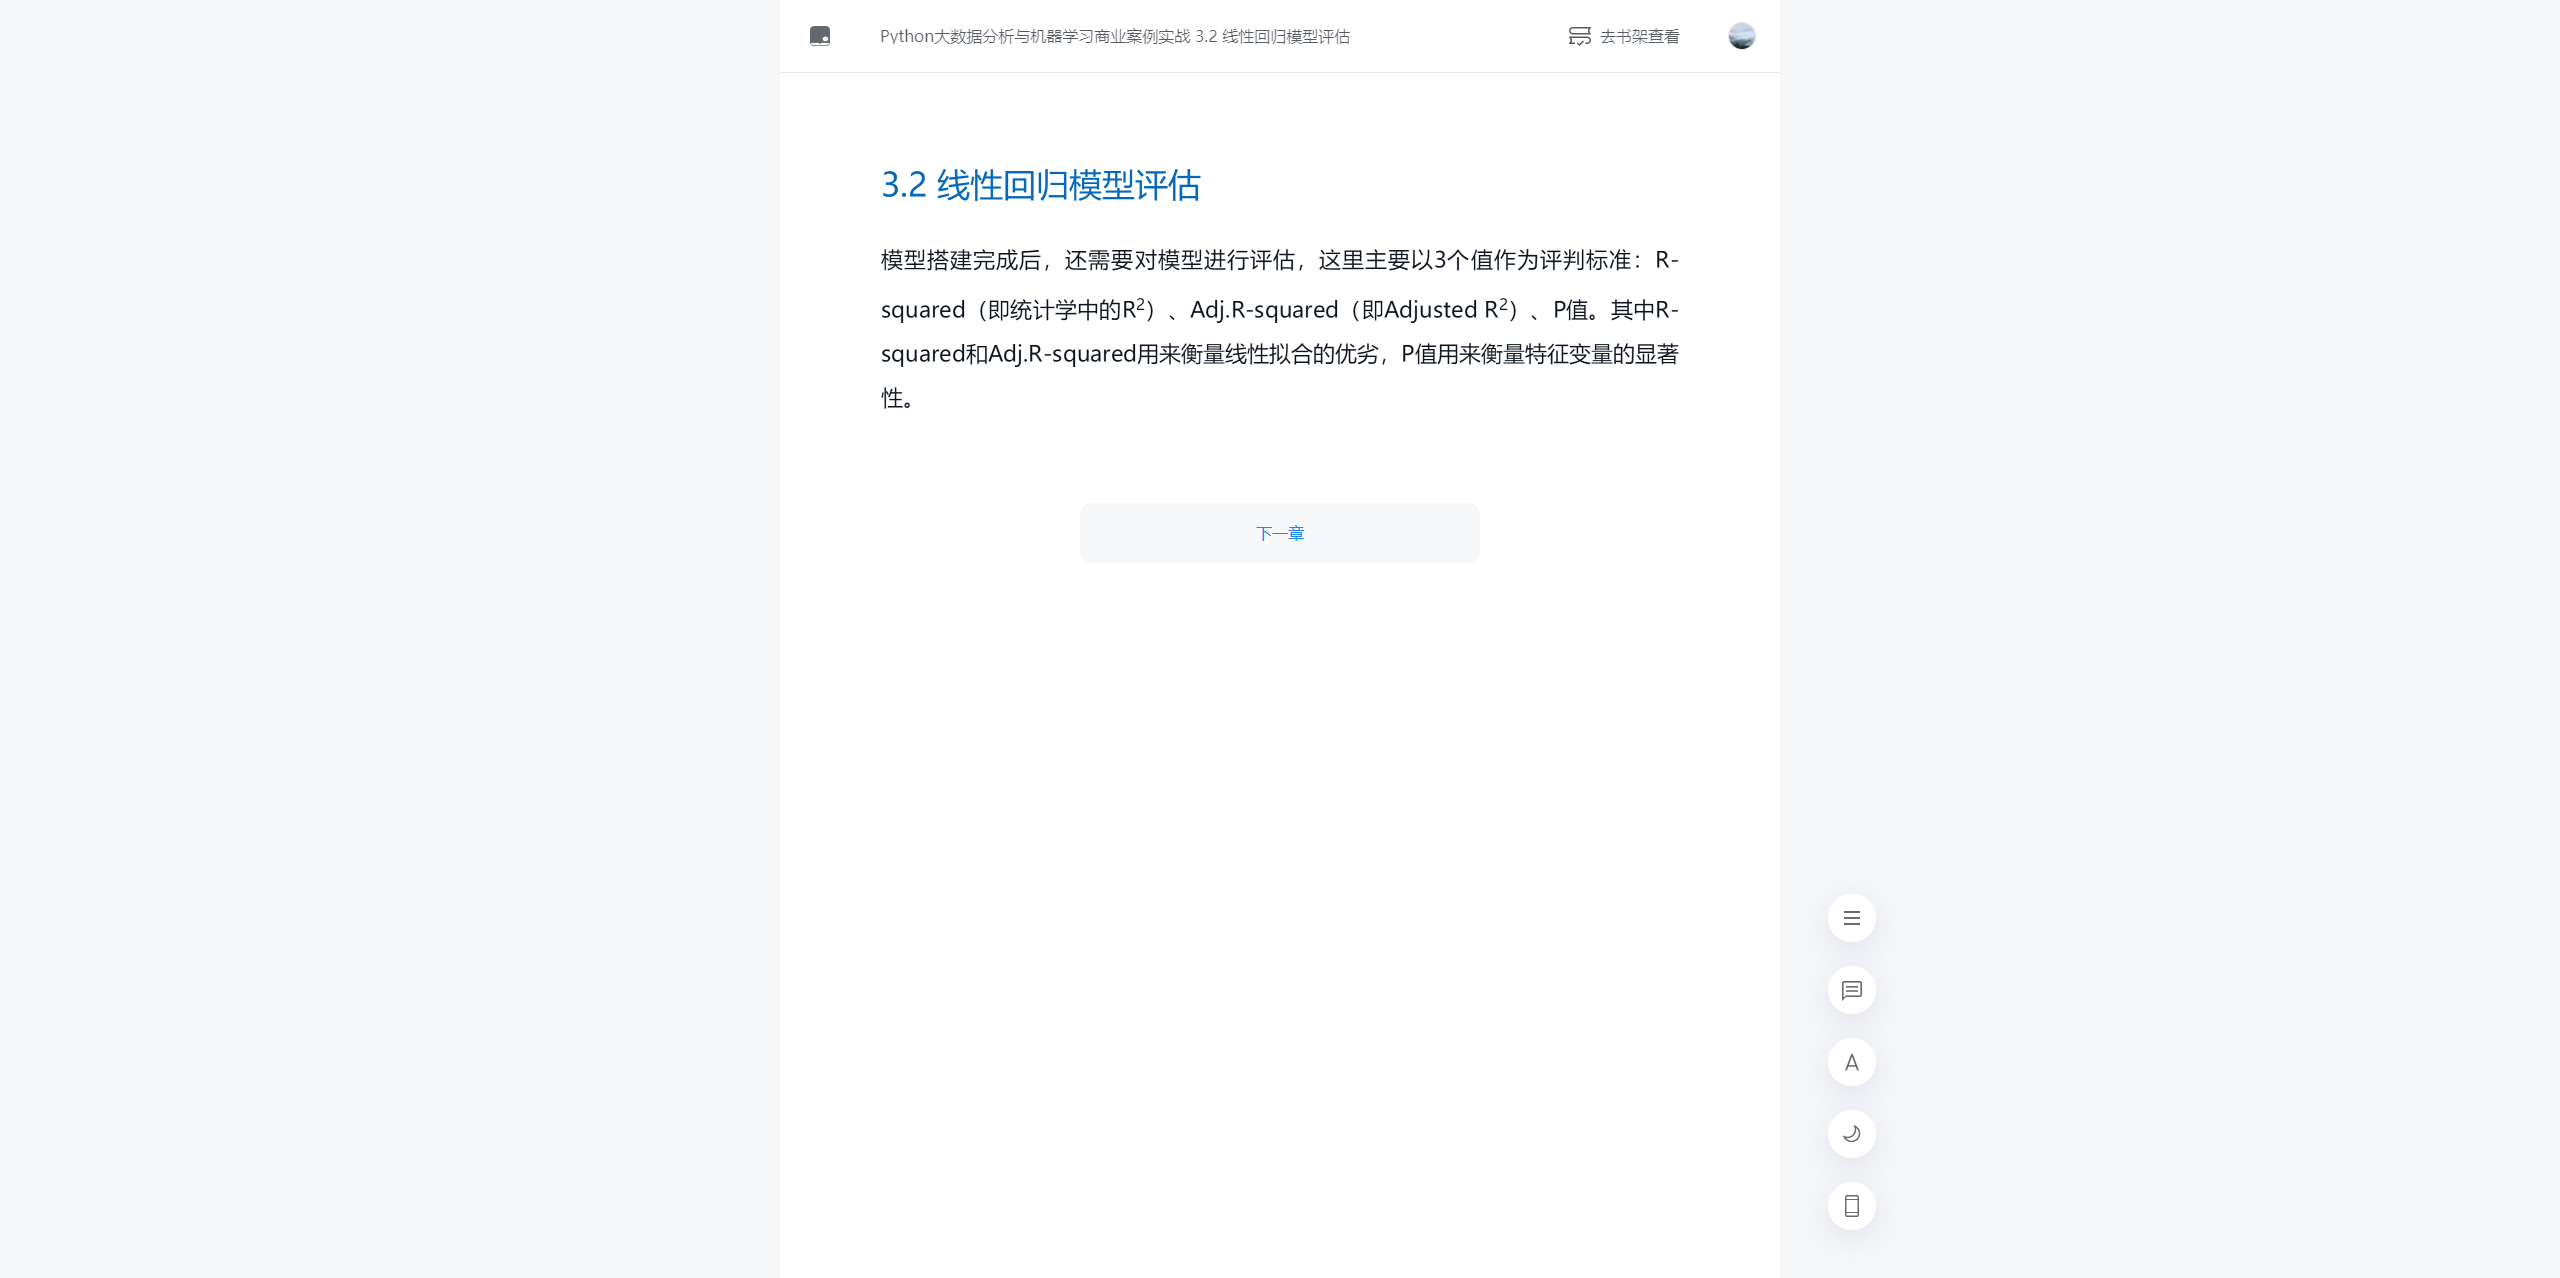 Python大数据分析与机器学习商业案例实战 3.2 线性回归模型评估
去书架查看
3.2 线性回归模型评估
模型搭建完成后，还需要对模型进行评估，这里主要以3个值作为评判标准：R-
squared（即统计学中的R²）、Adj.R-squared（即Adjusted R²）、P值。其中R-
squared和Adj.R-squared用来衡量线性拟合的优劣，P值用来衡量特征变量的显著
性。
下一章
A